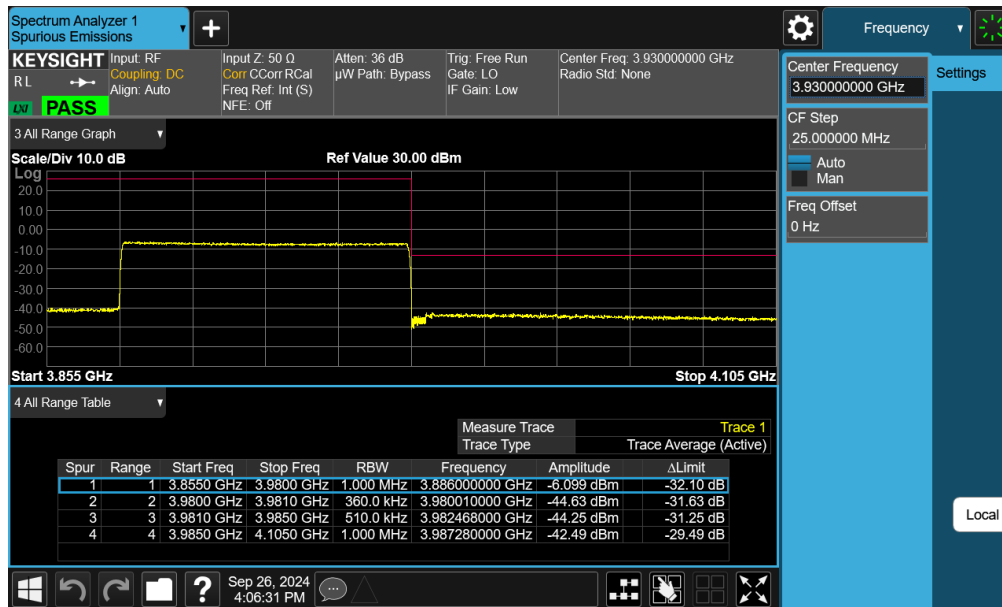 Spectrum Analyzer 1
Spurious Emissions
+
Frequency
KEYSIGHT
R L
LXI
PASS
Input: RF
Coupling: DC
Align: Auto
Input Z: 50 Ω
Corr CCorr RCal
Freq Ref: Int (S)
NFE: Off
Atten: 36 dB
µW Path: Bypass
Trig: Free Run
Gate: LO
IF Gain: Low
Center Freq: 3.930000000 GHz
Radio Std: None
Center Frequency
3.930000000 GHz
Settings
CF Step
25.000000 MHz
Auto
Man
Freq Offset
0 Hz
3 All Range Graph
Scale/Div 10.0 dB
Ref Value 30.00 dBm
Log
20.0
10.0
0.00
-10.0
-20.0
-30.0
-40.0
-50.0
-60.0
Start 3.855 GHz
Stop 4.105 GHz
4 All Range Table
Measure Trace Trace 1
Trace Type Trace Average (Active)
Spur Range Start Freq Stop Freq RBW Frequency Amplitude ΔLimit
1 1 3.8550 GHz 3.9800 GHz 1.000 MHz 3.886000000 GHz -6.099 dBm -32.10 dB
2 2 3.9800 GHz 3.9810 GHz 360.0 kHz 3.980010000 GHz -44.63 dBm -31.63 dB
3 3 3.9810 GHz 3.9850 GHz 510.0 kHz 3.982468000 GHz -44.25 dBm -31.25 dB
4 4 3.9850 GHz 4.1050 GHz 1.000 MHz 3.987280000 GHz -42.49 dBm -29.49 dB
Local
?
Sep 26, 2024
4:06:31 PM